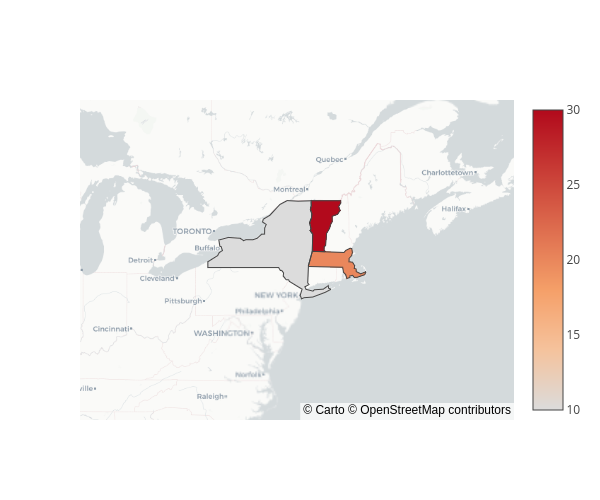 Quebec
Charlottetown
Montreal
Halifax
TORONTO
Buffalo
Detroit
Cleveland
NEW YORK
Pittsburgh
Philadelphia
Cincinnati
WASHINGTON
Norfolk
ville
Raleigh
© Carto © OpenStreetMap contributors
30
25
20
15
10